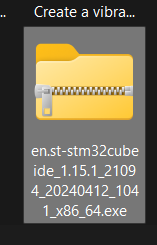 ..
Create a vibra...
en.st-stm32cube
ide_1.15.1_2109
4_20240412_104
1_x86_64.exe